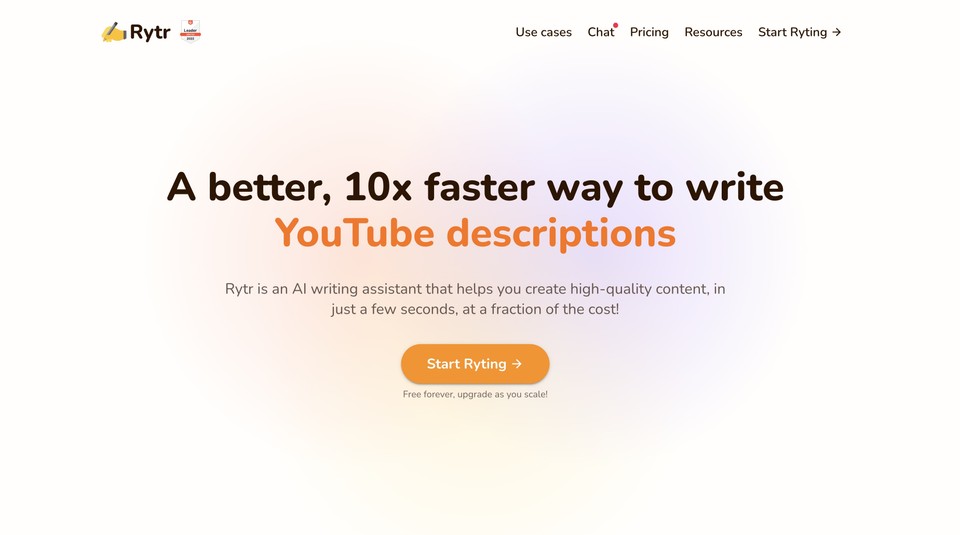 Rytr
Leader
2023
Use cases
Chat
Pricing
Resources
Start Ryting →
A better, 10x faster way to write
YouTube descriptions
Rytr is an AI writing assistant that helps you create high-quality content, in
just a few seconds, at a fraction of the cost!
Start Ryting →
Free forever, upgrade as you scale!